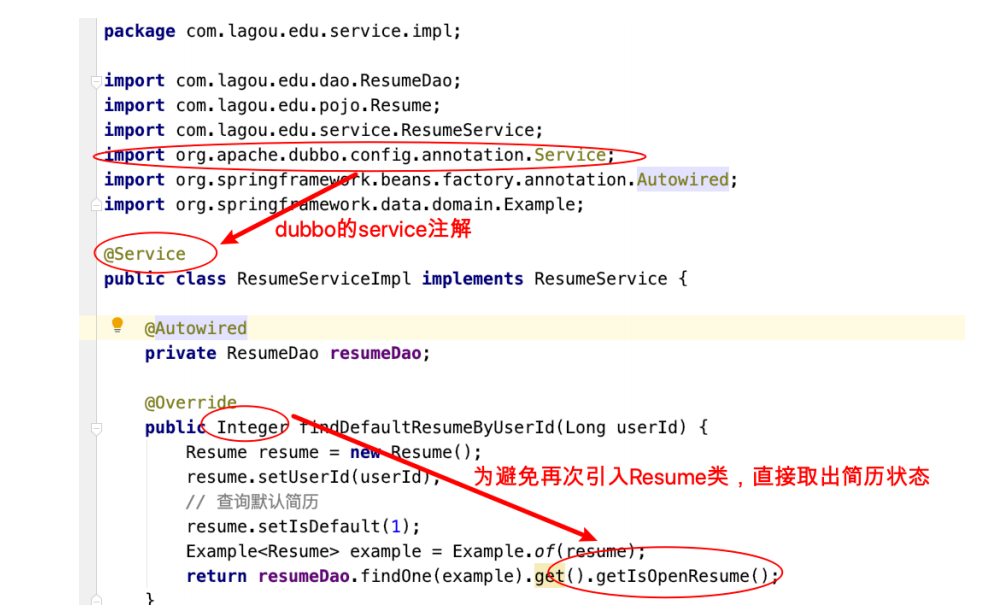 package com.lagou.edu.service.impl;
import com.lagou.edu.dao.ResumeDao;
import com.lagou.edu.pojo.Resume;
import com.lagou.edu.service.ResumeService;
import org.apache.dubbo.config.annotation.Service;
import org.springframework.beans.factory.annotation.Autowired;
import org.springframework.data.domain.Example;
dubbo的service注解
@Service
public class ResumeServiceImpl implements ResumeService {
@Autowired
private ResumeDao resumeDao;
@Override
public Integer findDefaultResumeByUserId(Long userId) {
Resume resume = new Resume();
resume.setUserId(userId);
为避免再次引入Resume类，直接取出简历状态
// 查询默认简历
resume.setIsDefault(1);
Example<Resume> example = Example.of(resume);
return resumeDao.findOne(example).get().getIsOpenResume();
}